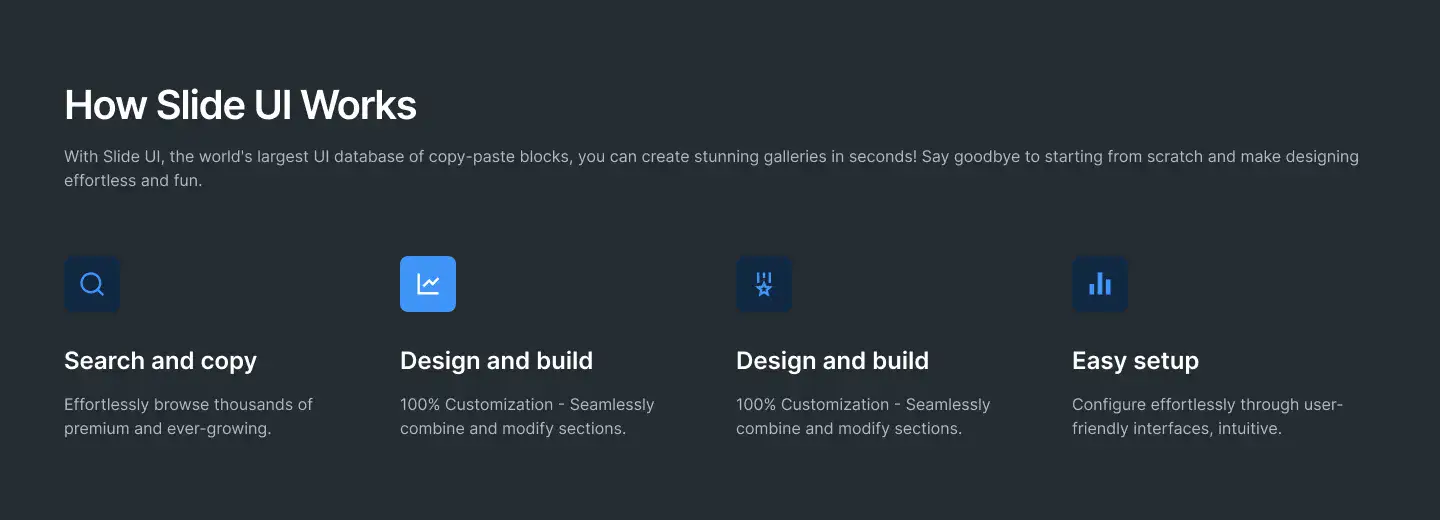 How Slide UI Works
With Slide UI, the world's largest UI database of copy-paste blocks, you can create stunning galleries in seconds! Say goodbye to starting from scratch and make designing
effortless and fun.
Search and copy
Effortlessly browse thousands of
premium and ever-growing.
Design and build
100% Customization - Seamlessly
combine and modify sections.
Design and build
100% Customization - Seamlessly
combine and modify sections.
Easy setup
Configure effortlessly through user-
friendly interfaces, intuitive.